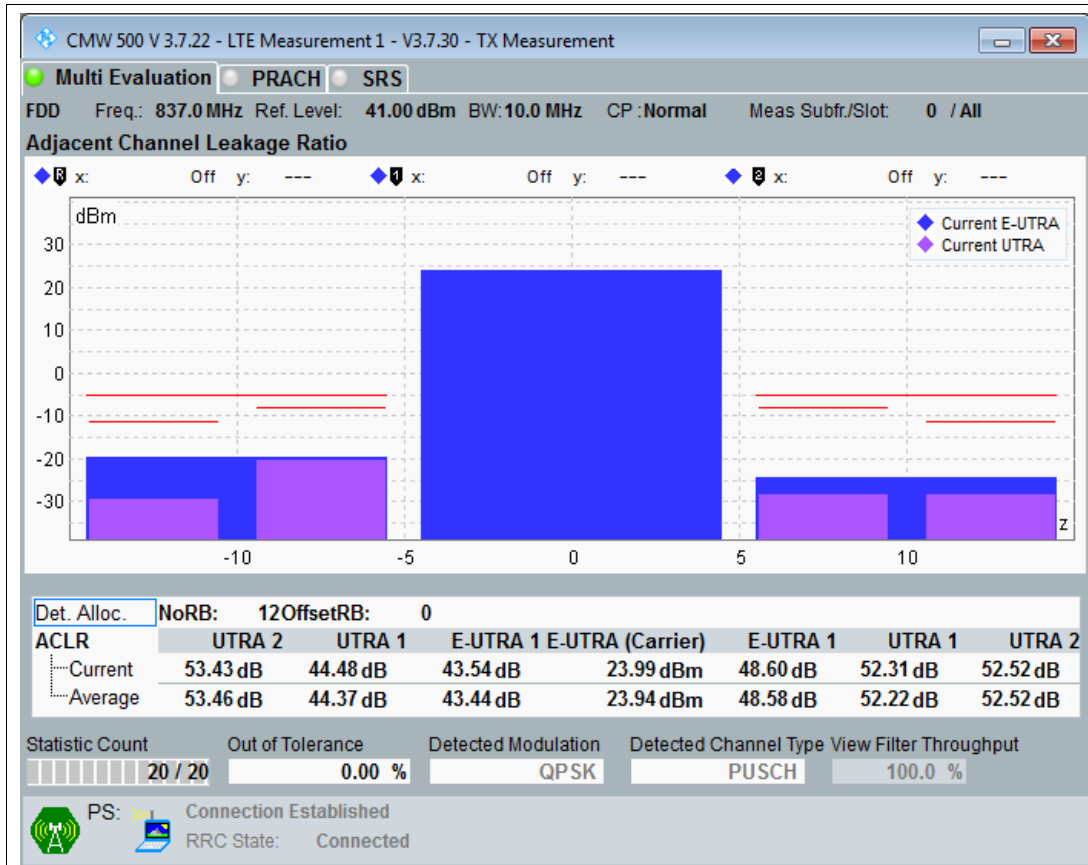 CMW 500 V 3.7.22 - LTE Measurement 1 - V3.7.30 - TX Measurement
Multi Evaluation PRACH SRS
FDD Freq.: 837.0 MHz Ref. Level: 41.00 dBm BW: 10.0 MHz CP : Normal Meas Subfr./Slot: 0 / All
Adjacent Channel Leakage Ratio
R x: Off y: --- 1 x: Off y: --- 2 x: Off y: ---
dBm
Current E-UTRA
Current UTRA
30
20
10
0
-10
-20
-30
z
-10 -5 0 5 10
Det. Alloc. NoRB: 12 OffsetRB: 0
ACLR UTRA 2 UTRA 1 E-UTRA 1 E-UTRA (Carrier) E-UTRA 1 UTRA 1 UTRA 2
Current 53.43 dB 44.48 dB 43.54 dB 23.99 dBm 48.60 dB 52.31 dB 52.52 dB
Average 53.46 dB 44.37 dB 43.44 dB 23.94 dBm 48.58 dB 52.22 dB 52.52 dB
Statistic Count Out of Tolerance Detected Modulation Detected Channel Type View Filter Throughput
20 / 20 0.00 % QPSK PUSCH 100.0 %
PS: Connection Established
RRC State: Connected